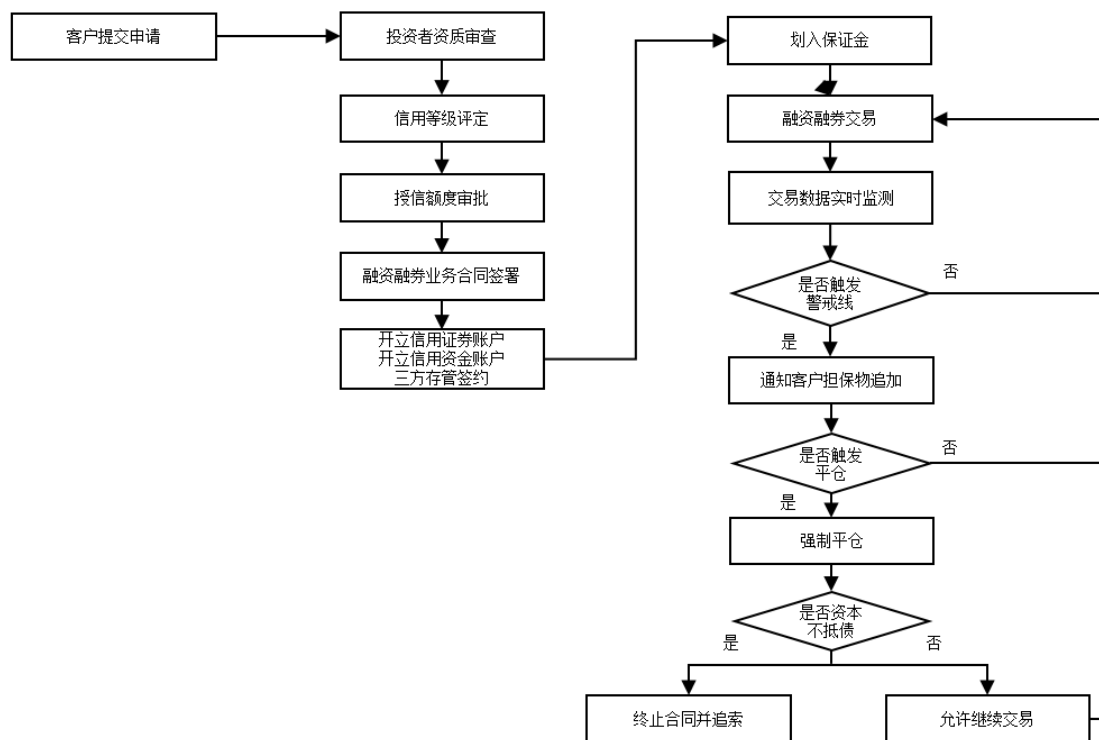 客户提交申请
投资者资质审查
信用等级评定
授信额度审批
融资融券业务合同签署
开立信用证券账户
开立信用资金账户
三方存管签约
划入保证金
融资融券交易
交易数据实时监测
是否触发
警戒线
否
是
通知客户担保物追加
是否触发
平仓
否
是
强制平仓
是否资本
不抵债
是
否
终止合同并追索
允许继续交易